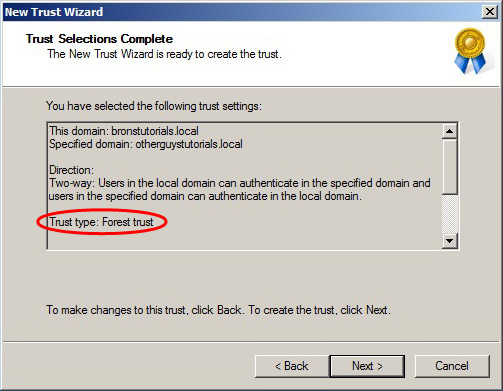 New Trust Wizard
Trust Selections Complete
The New Trust Wizard is ready to create the trust.
You have selected the following trust settings:
This domain: bronstutorials.local
Specified domain: otherguystutorials.local
Direction:
Two-way: Users in the local domain can authenticate in the specified domain and
users in the specified domain can authenticate in the local domain.
Trust type: Forest trust
To make changes to this trust, click Back. To create the trust, click Next.
< Back
Next >
Cancel